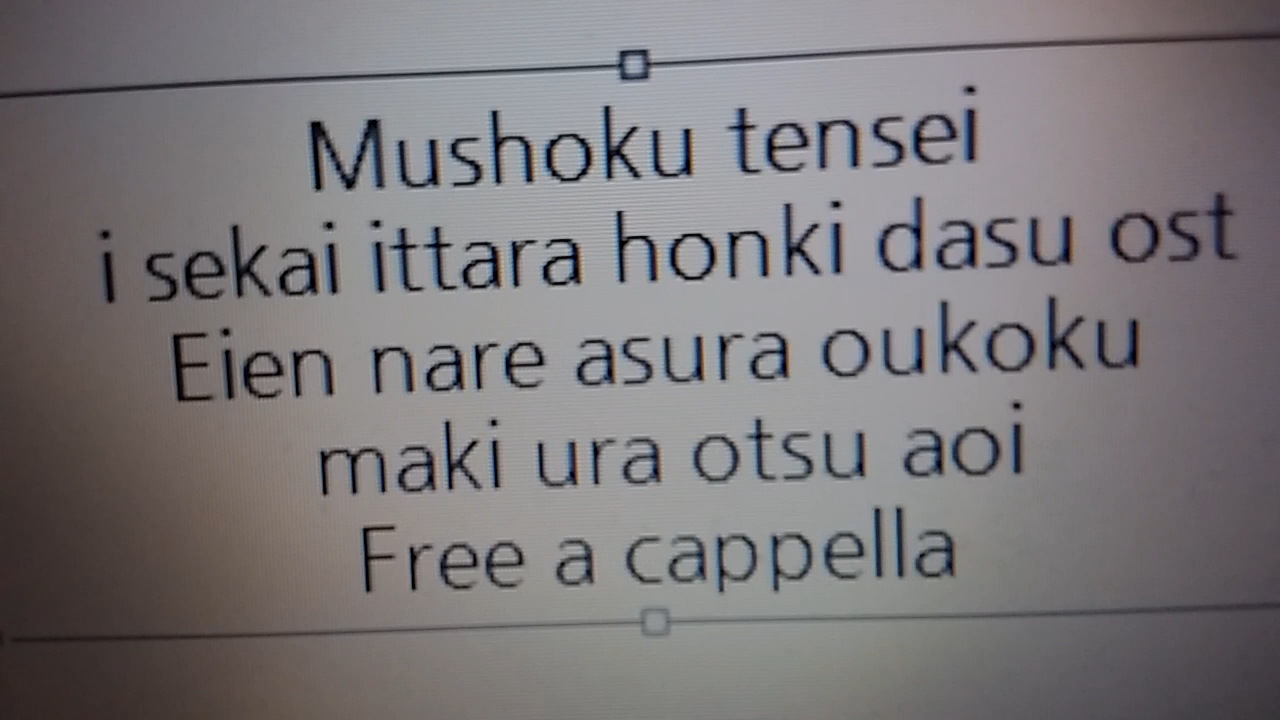 Mushoku tensei
i sekai ittara honki dasu ost
Eien nare asura oukoku
maki ura otsu aoi
Free a cappella